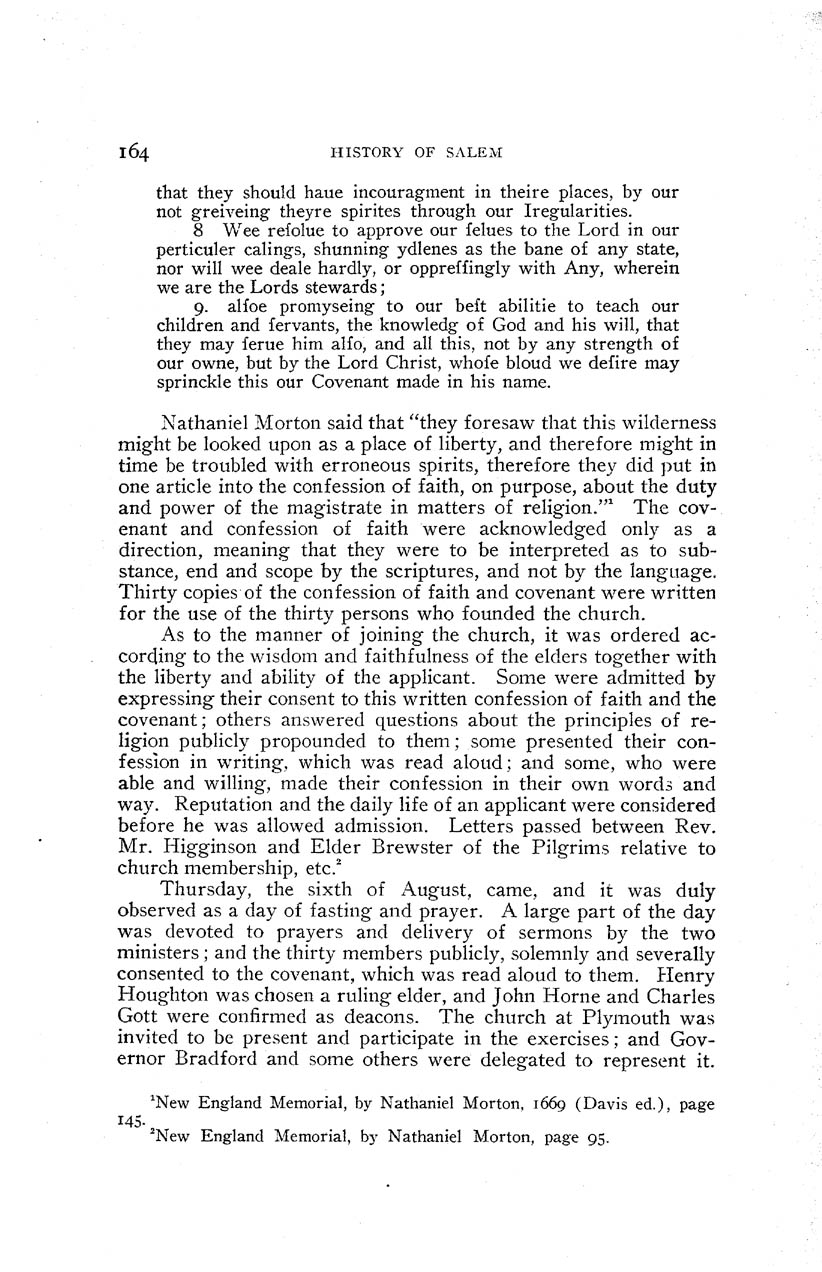 164 HISTORY OF SALEM
that they should haue incouragment in theire places, by our
not greiveing theyre spirites through our Iregularities.
8 Wee reſolue to approve our ſelues to the Lord in our
perticuler calings, shunning ydlenes as the bane of any state,
nor will wee deale hardly, or oppreſſingly with Any, wherein
we are the Lords stewards;
9. alſoe promyseing to our beſt abilitie to teach our
children and ſervants, the knowledg of God and his will, that
they may ſerue him alſo, and all this, not by any strength of
our owne, but by the Lord Christ, whoſe bloud we deſire may
sprinckle this our Covenant made in his name.
Nathaniel Morton said that "they foresaw that this wilderness
might be looked upon as a place of liberty, and therefore might in
time be troubled with erroneous spirits, therefore they did put in
one article into the confession of faith, on purpose, about the duty
and power of the magistrate in matters of religion."¹ The cov-
enant and confession of faith were acknowledged only as a
direction, meaning that they were to be interpreted as to sub-
stance, end and scope by the scriptures, and not by the language.
Thirty copies of the confession of faith and covenant were written
for the use of the thirty persons who founded the church.
As to the manner of joining the church, it was ordered ac-
cording to the wisdom and faithfulness of the elders together with
the liberty and ability of the applicant. Some were admitted by
expressing their consent to this written confession of faith and the
covenant; others answered questions about the principles of re-
ligion publicly propounded to them; some presented their con-
fession in writing, which was read aloud; and some, who were
able and willing, made their confession in their own words and
way. Reputation and the daily life of an applicant were considered
before he was allowed admission. Letters passed between Rev.
Mr. Higginson and Elder Brewster of the Pilgrims relative to
church membership, etc.²
Thursday, the sixth of August, came, and it was duly
observed as a day of fasting and prayer. A large part of the day
was devoted to prayers and delivery of sermons by the two
ministers; and the thirty members publicly, solemnly and severally
consented to the covenant, which was read aloud to them. Henry
Houghton was chosen a ruling elder, and John Horne and Charles
Gott were confirmed as deacons. The church at Plymouth was
invited to be present and participate in the exercises; and Gov-
ernor Bradford and some others were delegated to represent it.
¹New England Memorial, by Nathaniel Morton, 1669 (Davis ed.), page
145.
²New England Memorial, by Nathaniel Morton, page 95.